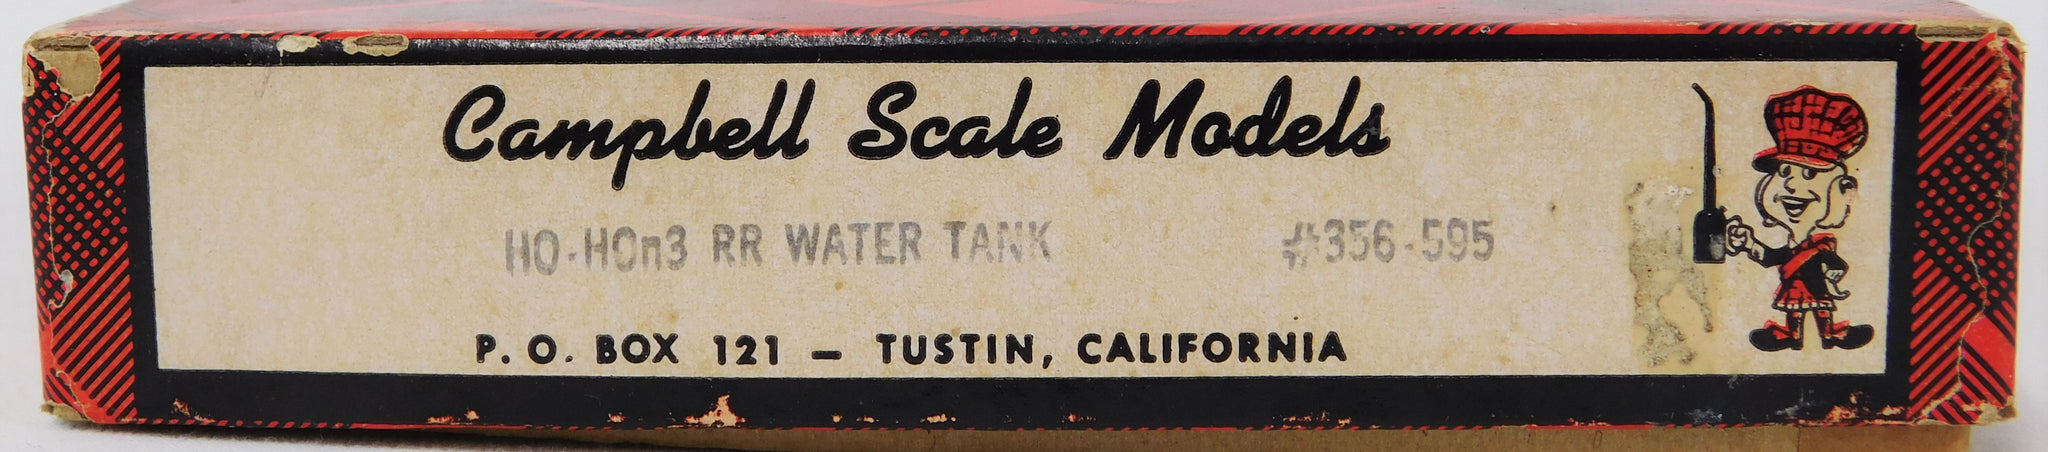 Campbell Scale Models
HO-HOn3 RR WATER TANK #356-595
P. O. BOX 121 — TUSTIN, CALIFORNIA